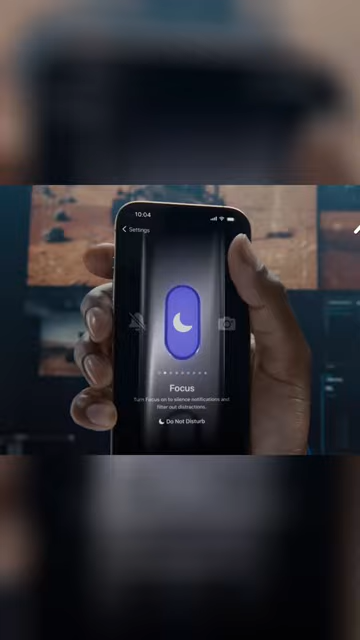 10:04
Settings
Focus
Turn Focus on to silence notifications and
filter out distractions.
Do Not Disturb